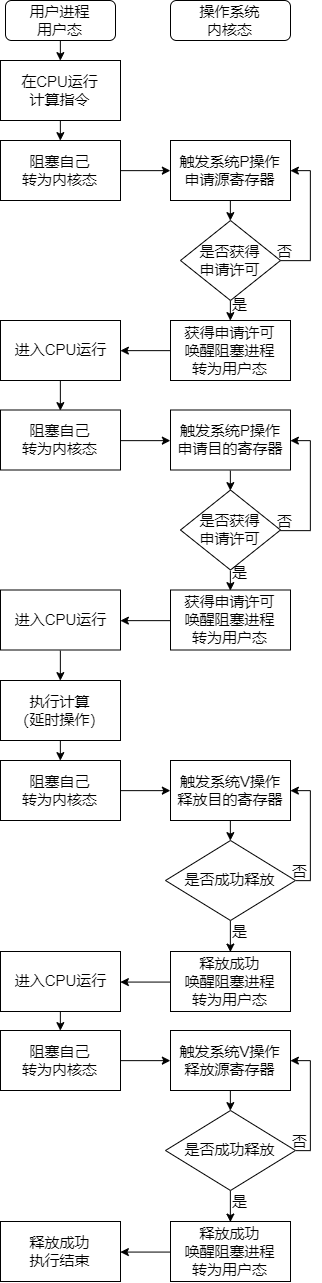 用户进程
用户态
操作系统
内核态
在CPU运行
计算指令
阻塞自己
转为内核态
触发系统P操作
申请源寄存器
是否获得
申请许可
否
是
进入CPU运行
获得申请许可
唤醒阻塞进程
转为用户态
阻塞自己
转为内核态
触发系统P操作
申请目的寄存器
是否获得
申请许可
否
是
进入CPU运行
获得申请许可
唤醒阻塞进程
转为用户态
执行计算
(延时操作)
阻塞自己
转为内核态
触发系统V操作
释放目的寄存器
是否成功释放
否
是
进入CPU运行
释放成功
唤醒阻塞进程
转为用户态
阻塞自己
转为内核态
触发系统V操作
释放源寄存器
是否成功释放
否
是
释放成功
执行结束
释放成功
唤醒阻塞进程
转为用户态